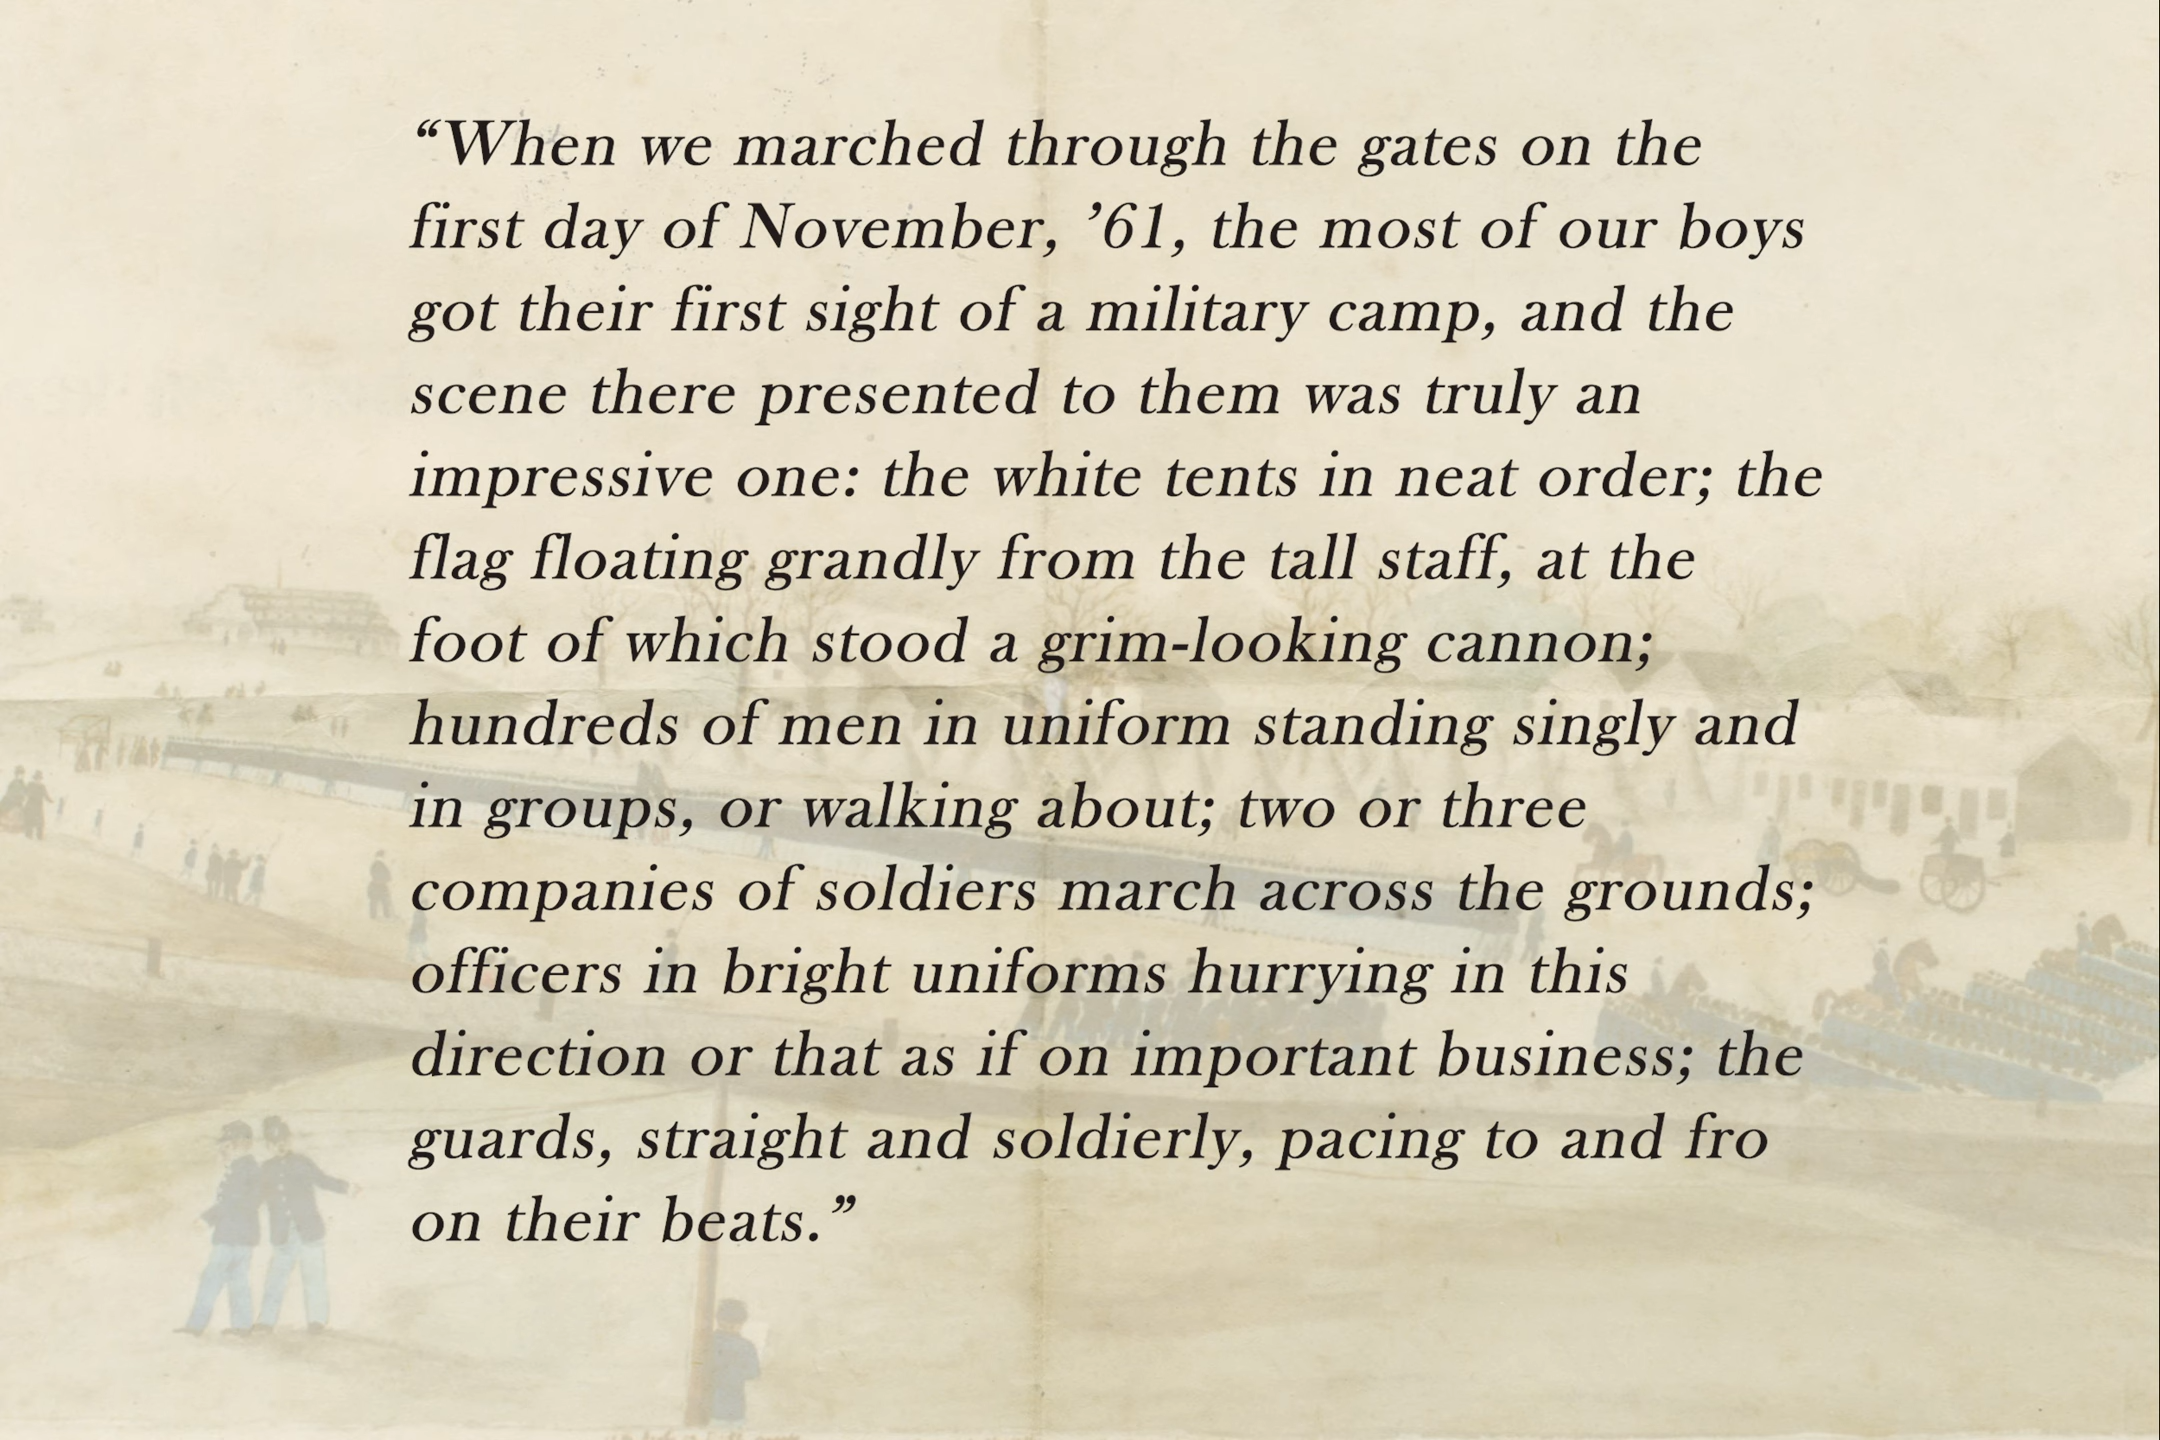 “When we marched through the gates on the
first day of November, ’61, the most of our boys
got their first sight of a military camp, and the
scene there presented to them was truly an
impressive one: the white tents in neat order; the
flag floating grandly from the tall staff, at the
foot of which stood a grim-looking cannon;
hundreds of men in uniform standing singly and
in groups, or walking about; two or three
companies of soldiers march across the grounds;
officers in bright uniforms hurrying in this
direction or that as if on important business; the
guards, straight and soldierly, pacing to and fro
on their beats.”